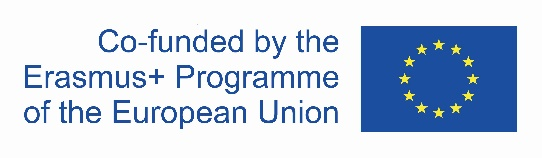 Co-funded by the
Erasmus+ Programme
of the European Union